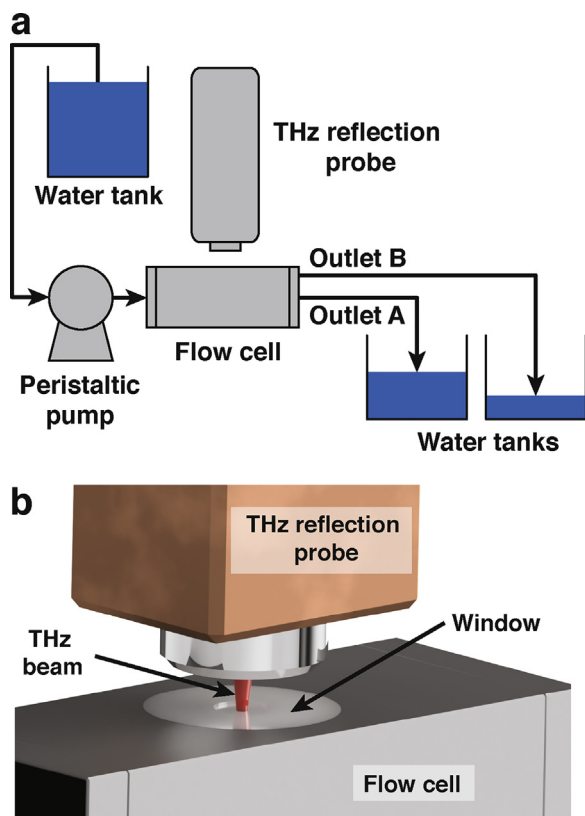 a
THz reflection
probe
Water tank
Outlet B
Outlet A
Flow cell
Peristaltic
pump
Water tanks
b
THz reflection
probe
THz
beam
Window
Flow cell